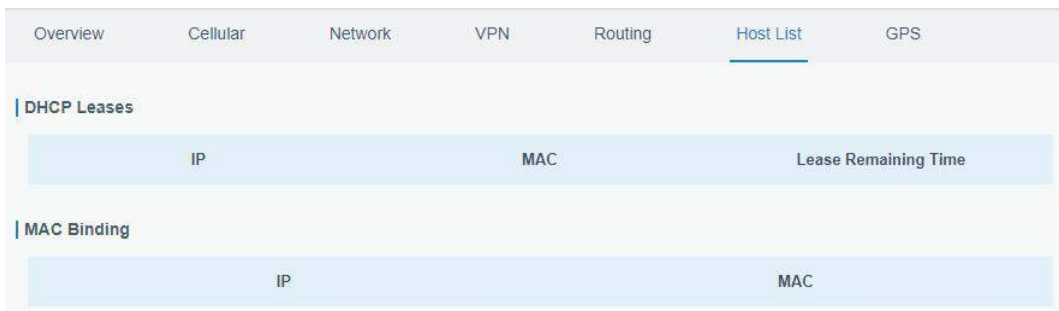 Overview Cellular Network VPN Routing Host List GPS
DHCP Leases
IP MAC Lease Remaining Time
MAC Binding
IP MAC